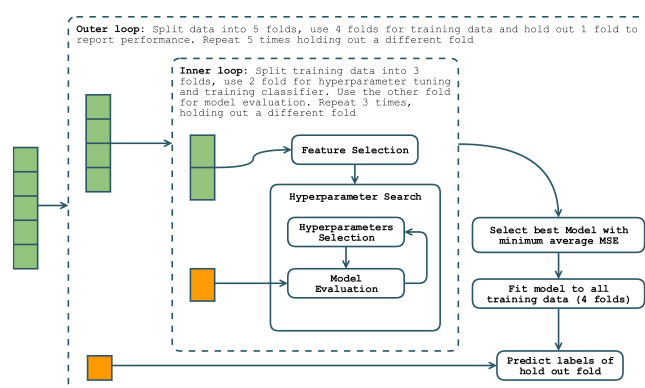 Outer loop: Split data into 5 folds, use 4 folds for training data and hold out 1 fold to
report performance. Repeat 5 times holding out a different fold
Inner loop: Split training data into 3
folds, use 2 fold for hyperparameter tuning
and training classifier. Use the other fold
for model evaluation. Repeat 3 times,
holding out a different fold
Feature Selection
Hyperparameter Search
Hyperparameters
Selection
Model
Evaluation
Select best Model with
minimum average MSE
Fit model to all
training data (4 folds)
Predict labels of
hold out fold